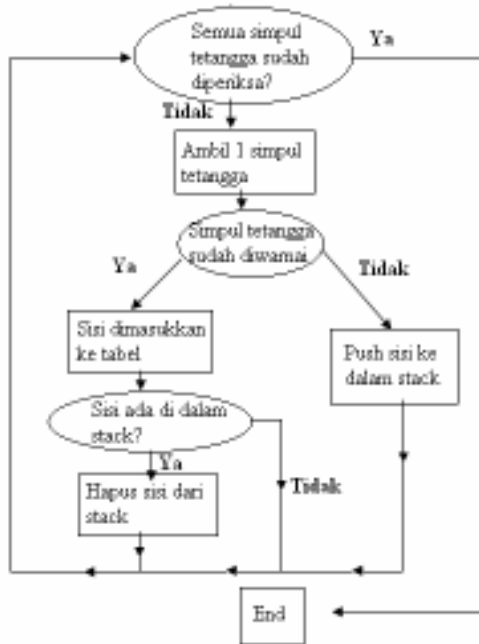 Semua simpul
tetangga sudah
diperiksa?
Ya
Tidak
Ambil 1 simpul
tetangga
Simpul tetangga
sudah diwarnai
Ya
Tidak
Sisi dimasukkan
ke tabel
Push sisi ke
dalam stack
Sisi ada di dalam
stack?
Ya
Tidak
Hapus sisi dari
stack
End